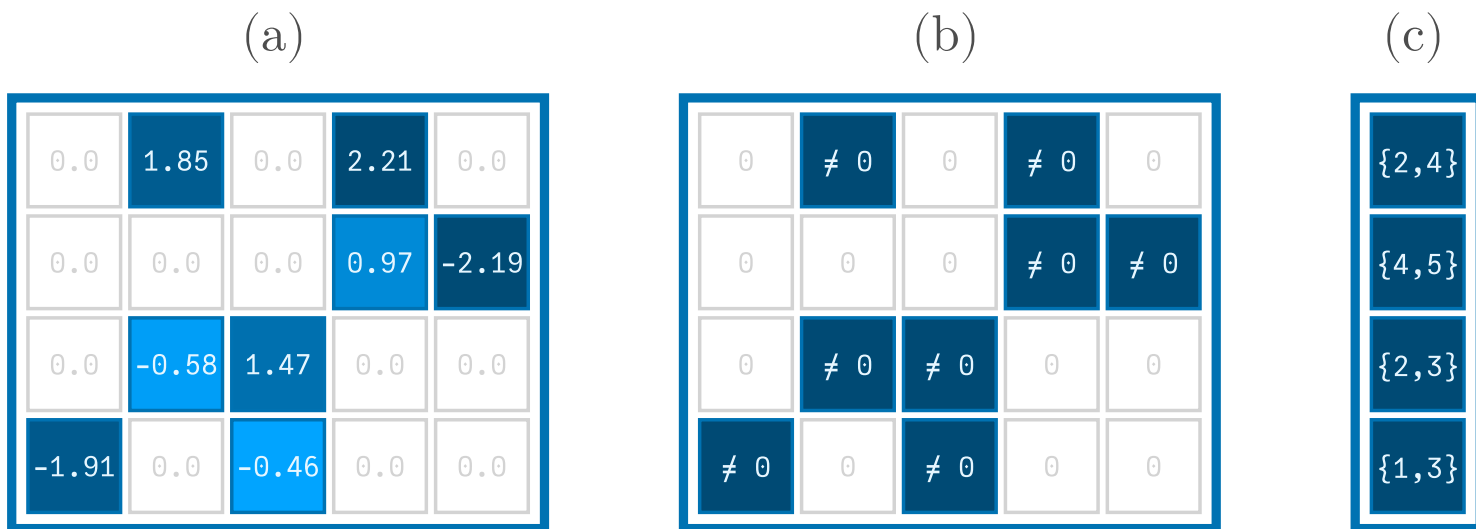 (a) (b) (c)
0.0 1.85 0.0 2.21 0.0 0 ≠ 0 0 ≠ 0 0 {2,4}
0.0 0.0 0.0 0.97 -2.19 0 0 0 ≠ 0 ≠ 0 {4,5}
0.0 -0.58 1.47 0.0 0.0 0 ≠ 0 ≠ 0 0 0 {2,3}
-1.91 0.0 -0.46 0.0 0.0 ≠ 0 0 ≠ 0 0 0 {1,3}